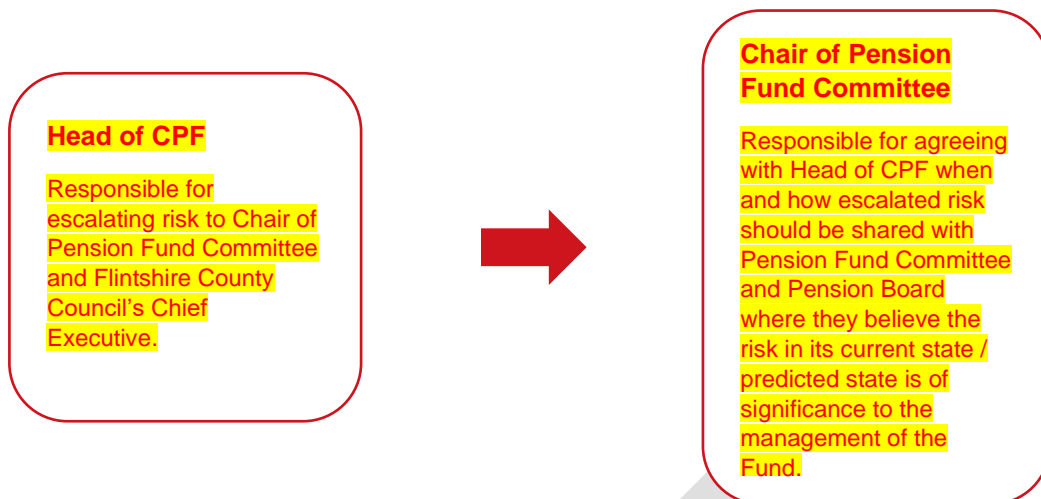 Head of CPF
Responsible for
escalating risk to Chair of
Pension Fund Committee
and Flintshire County
Council’s Chief
Executive.
Chair of Pension
Fund Committee
Responsible for agreeing
with Head of CPF when
and how escalated risk
should be shared with
Pension Fund Committee
and Pension Board
where they believe the
risk in its current state /
predicted state is of
significance to the
management of the
Fund.